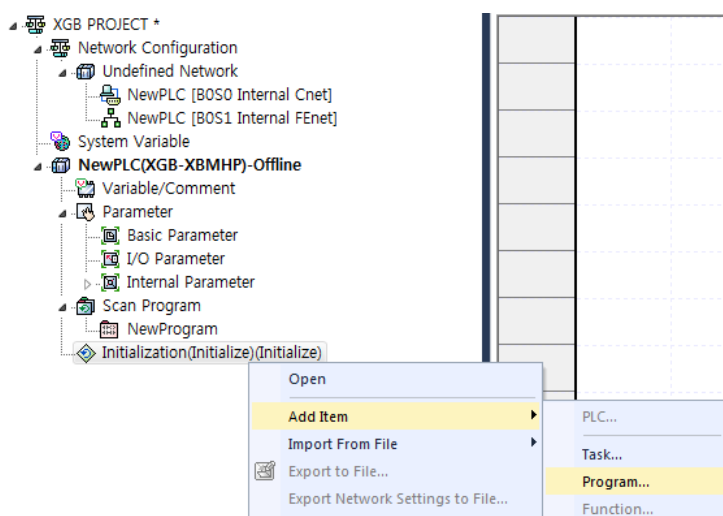 XGB PROJECT *
Network Configuration
Undefined Network
NewPLC [B0S0 Internal Cnet]
NewPLC [B0S1 Internal FEnet]
System Variable
NewPLC(XGB-XBMHP)-Offline
Variable/Comment
Parameter
Basic Parameter
I/O Parameter
Internal Parameter
Scan Program
NewProgram
Initialization(Initialize)(Initialize)
Open
Add Item
Import From File
Export to File...
Export Network Settings to File...
PLC...
Task...
Program...
Function...